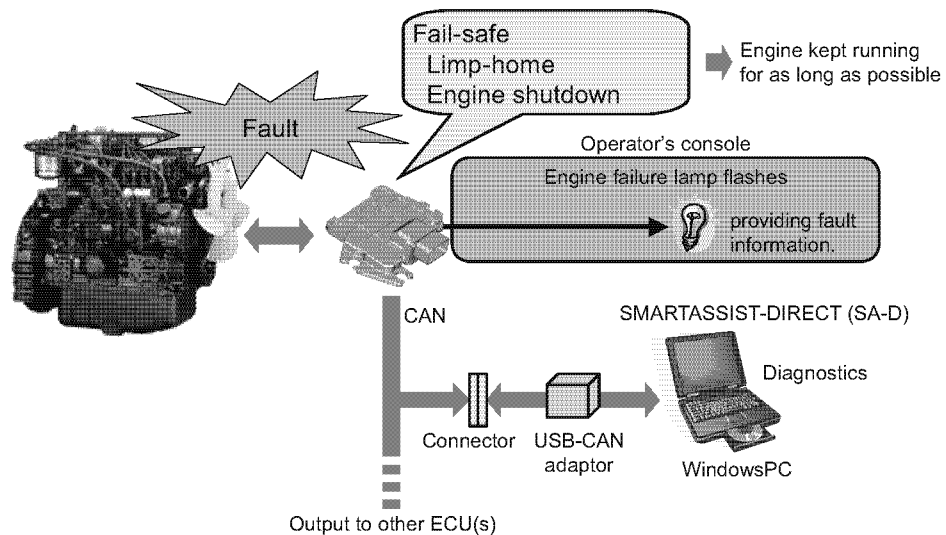 Fail-safe
Limp-home
Engine shutdown
Engine kept running
for as long as possible
Fault
Operator's console
Engine failure lamp flashes
providing fault
information.
CAN
SMARTASSIST-DIRECT (SA-D)
Diagnostics
Connector
USB-CAN
adaptor
WindowsPC
Output to other ECU(s)